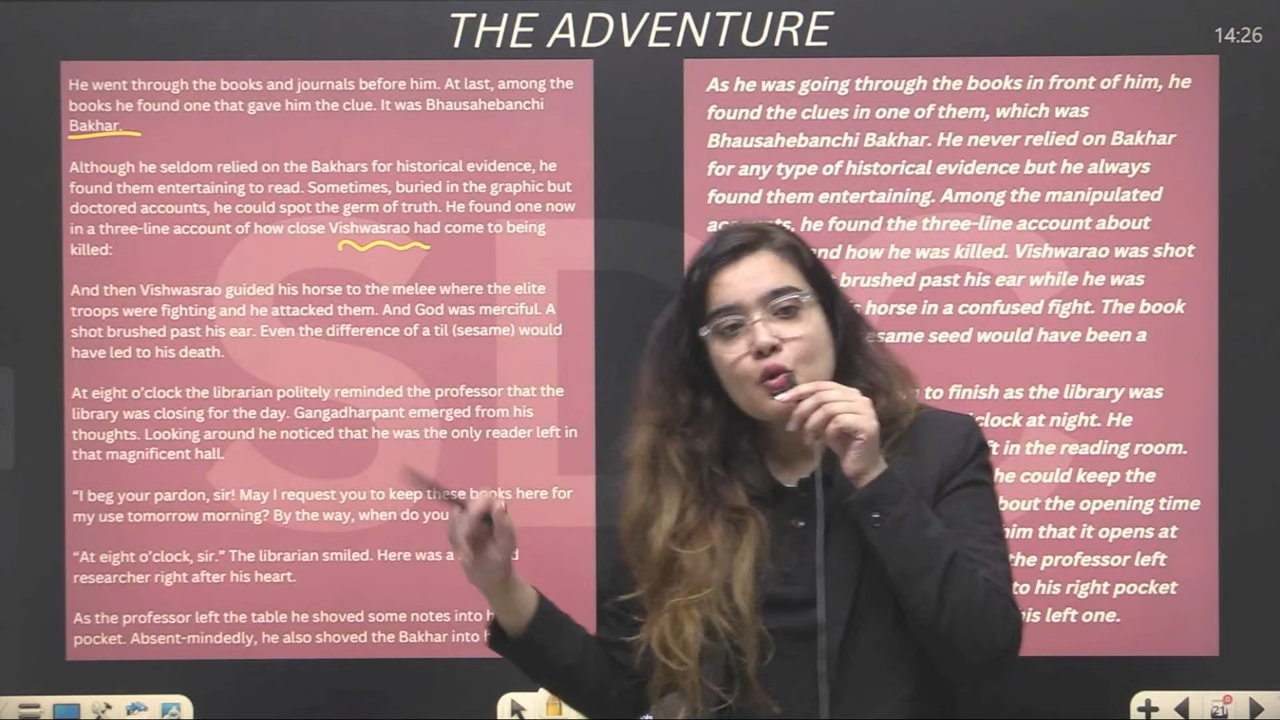 THE ADVENTURE
14:26
He went through the books and journals before him. At last, among the
books he found one that gave him the clue. It was Bhausahebanchi
Bakhar.
Although he seldom relied on the Bakhars for historical evidence, he
found them entertaining to read. Sometimes, buried in the graphic but
doctored accounts, he could spot the germ of truth. He found one now
in a three-line account of how close Vishwasrao had come to being
killed:
And then Vishwasrao guided his horse to the melee where the elite
troops were fighting and he attacked them. And God was merciful. A
shot brushed past his ear. Even the difference of a til (sesame) would
have led to his death.
At eight o'clock the librarian politely reminded the professor that the
library was closing for the day. Gangadharpant emerged from his
thoughts. Looking around he noticed that he was the only reader left in
that magnificent hall.
“I beg your pardon, sir! May I request you to keep these books here for
my use tomorrow morning? By the way, when do you
“At eight o'clock, sir.” The librarian smiled. Here was a
researcher right after his heart.
As the professor left the table he shoved some notes into
pocket. Absent-mindedly, he also shoved the Bakhar into
As he was going through the books in front of him, he
found the clues in one of them, which was
Bhausahebanchi Bakhar. He never relied on Bakhar
for any type of historical evidence but he always
found them entertaining. Among the manipulated
he found the three-line account about
and how he was killed. Vishwarao was shot
brushed past his ear while he was
horse in a confused fight. The book
sesame seed would have been a
to finish as the library was
o'clock at night. He
left in the reading room.
he could keep the
about the opening time
him that it opens at
the professor left
to his right pocket
his left one.
21